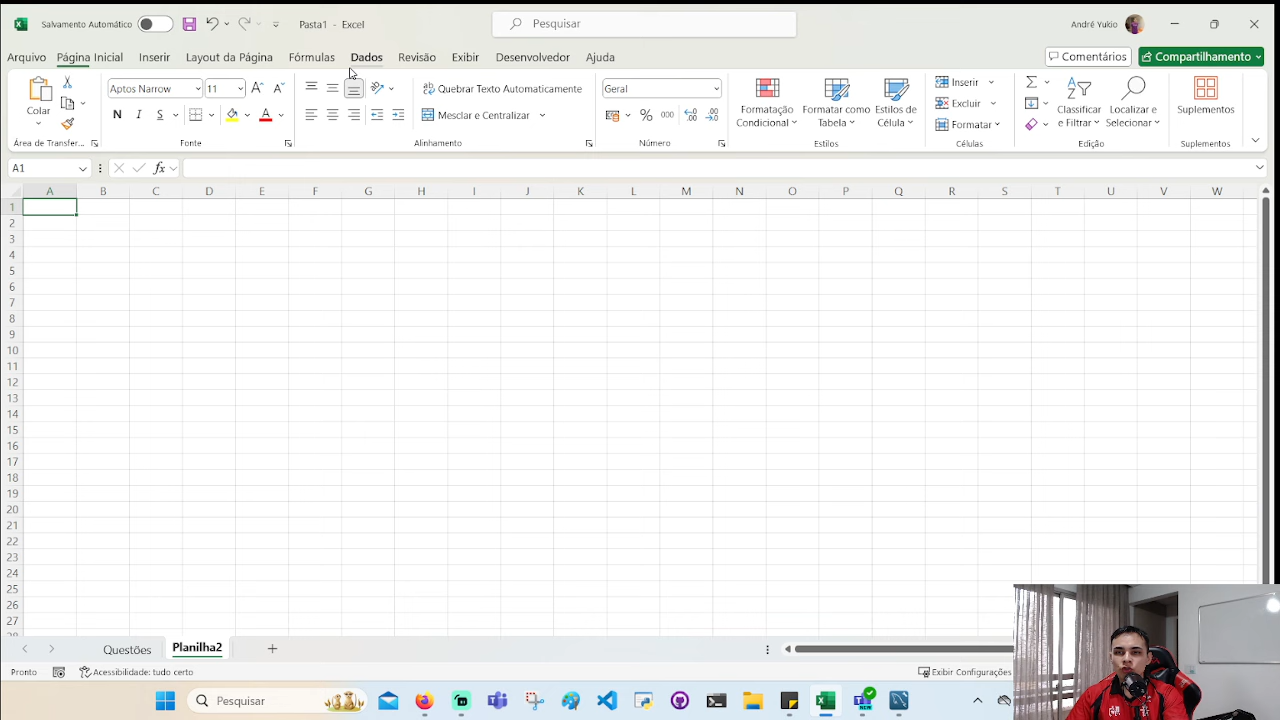 Salvamento Automático
Pasta1 - Excel
Pesquisar
André Yukio
Arquivo Página Inicial Inserir Layout da Página Fórmulas Dados Revisão Exibir Desenvolvedor Ajuda
Comentários
Compartilhamento
Colar
Área de Transfer...
Aptos Narrow 11
N I S
A
Fonte
Quebrar Texto Automaticamente
Mesclar e Centralizar
Alinhamento
Geral
% 000
Número
Formatação Condicional
Formatar como Tabela
Estilos de Célula
Estilos
Inserir
Excluir
Formatar
Células
Classificar e Filtrar
Localizar e Selecionar
Edição
Suplementos
Suplementos
A1
fx
A B C D E F G H I J K L M N O P Q R S T U V W
1
2
3
4
5
6
7
8
9
10
11
12
13
14
15
16
17
18
19
20
21
22
23
24
25
26
27
Questões Planilha2
Pronto
Acessibilidade: tudo certo
Exibir Configurações
Pesquisar
NEW